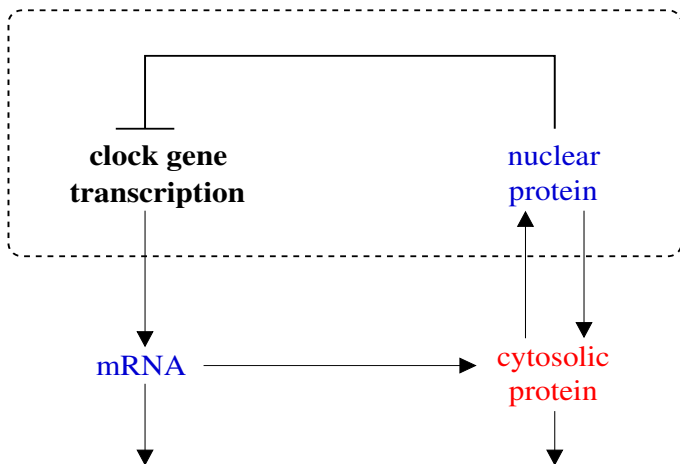 clock gene
transcription
nuclear
protein
mRNA
cytosolic
protein